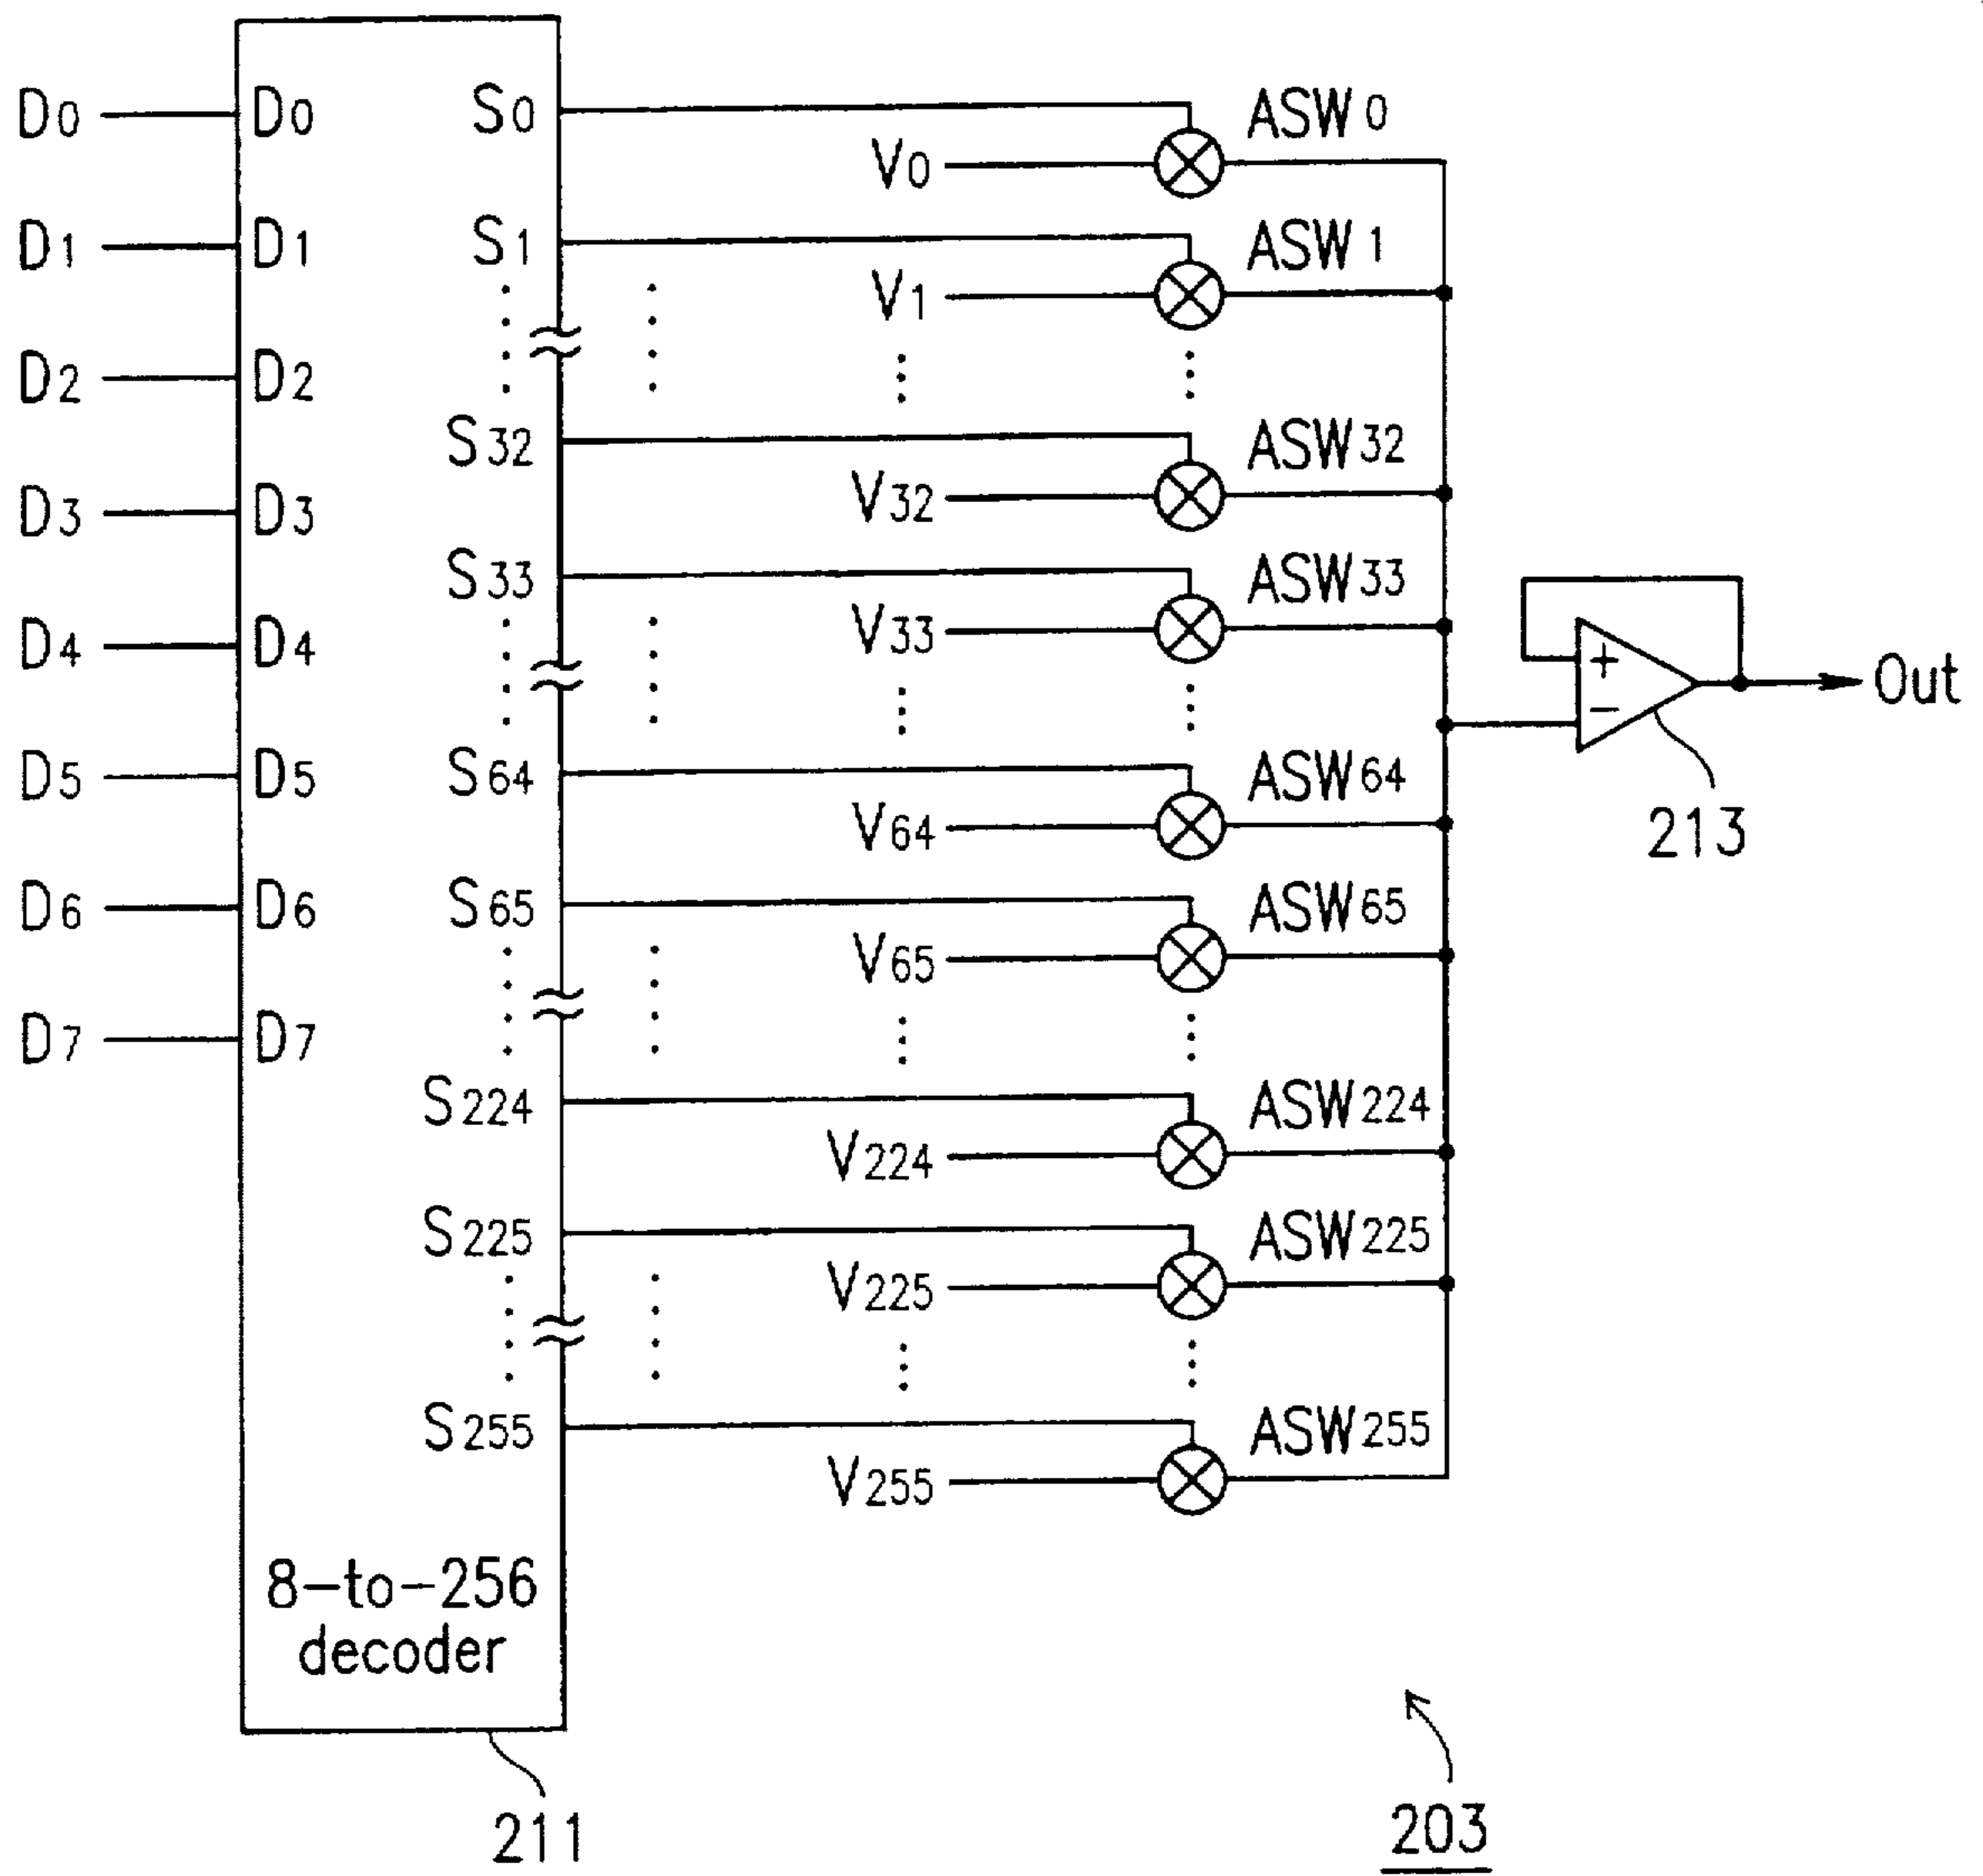 D0 D0 S0 ASW0
V0
D1 D1 S1 ASW1
V1
D2 D2
S32 ASW32
D3 D3 V32
S33 ASW33
D4 D4 V33
+
− Out
D5 D5 S64 ASW64
V64 213
D6 D6 S65 ASW65
V65
D7 D7
S224 ASW224
V224
S225 ASW225
V225
S255 ASW255
V255
8-to-256
decoder
211 203